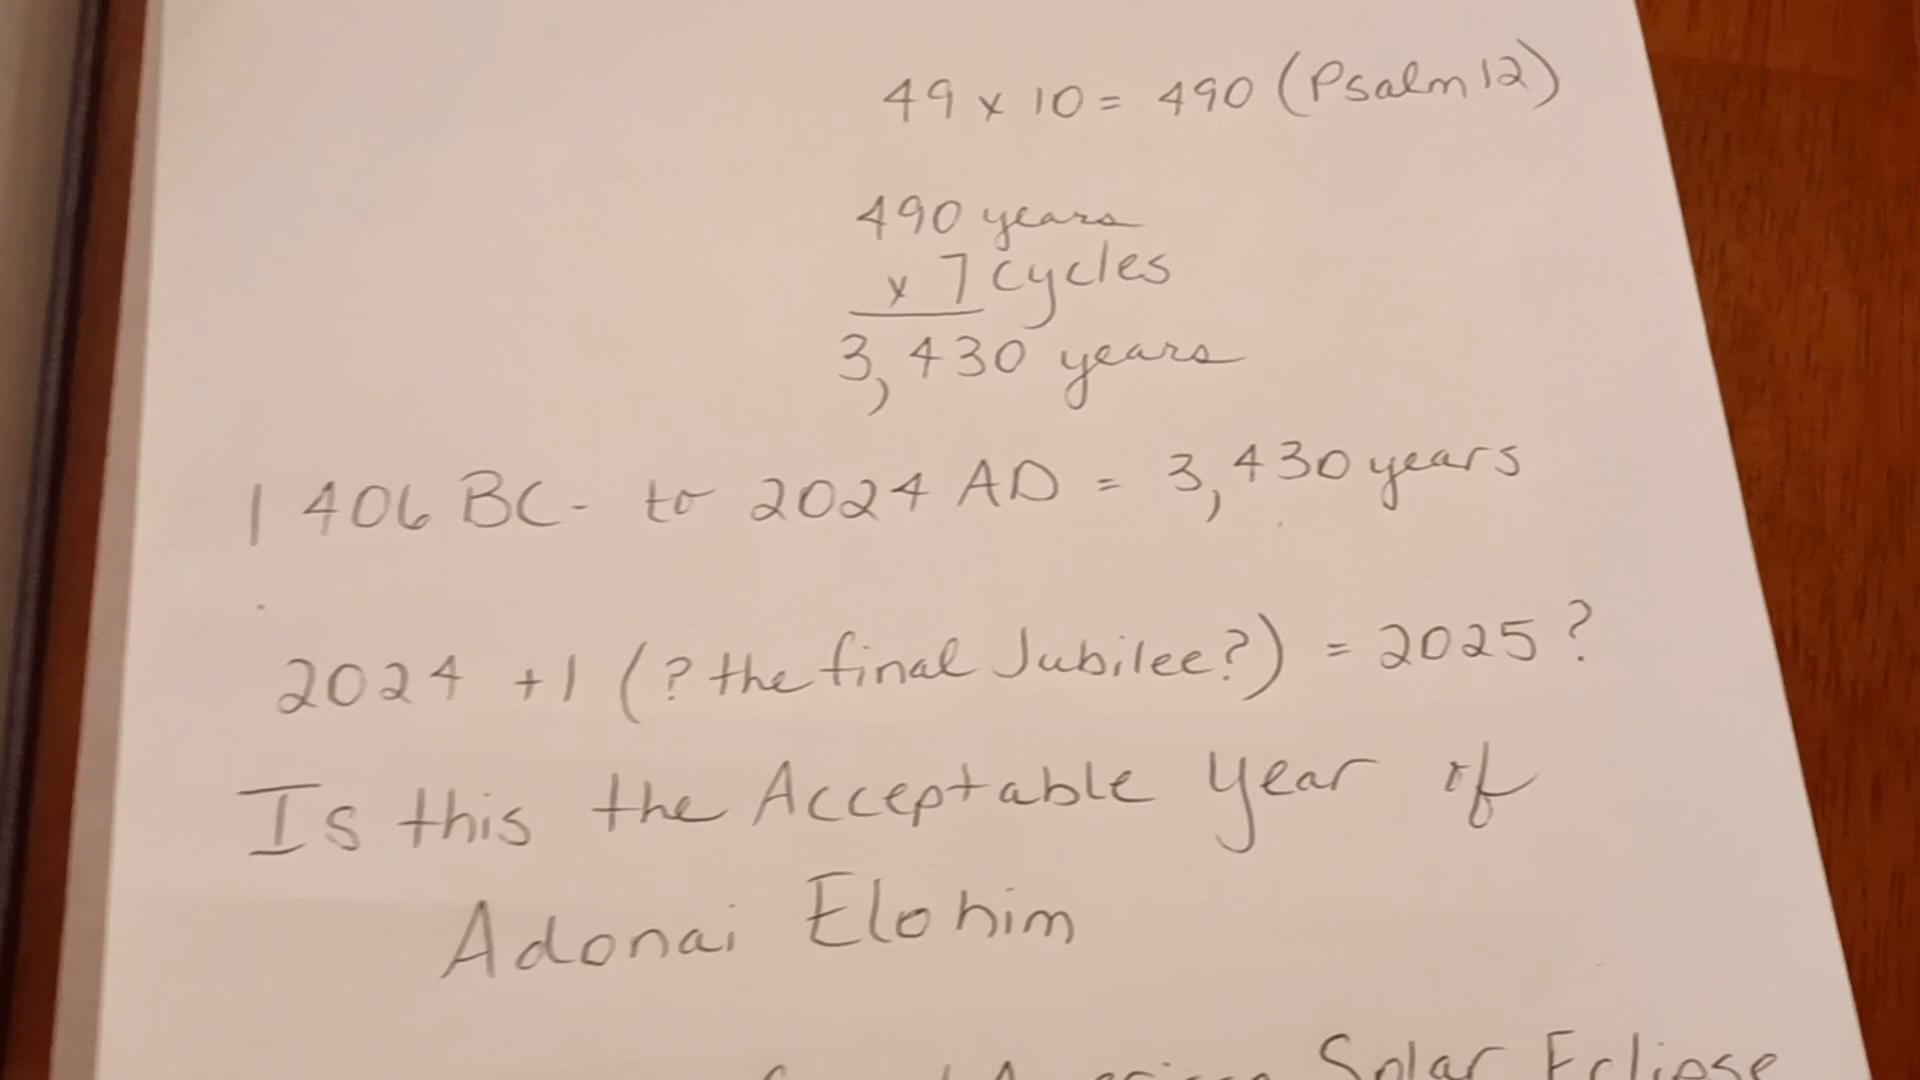 49 x 10 = 490 (Psalm 12)
490 years
x 7 cycles
3,430 years
1406 BC - to 2024 AD = 3,430 years
2024 +1 (? the final Jubilee?) = 2025?
Is this the Acceptable Year of
Adonai Elohim
Solar Eclipse